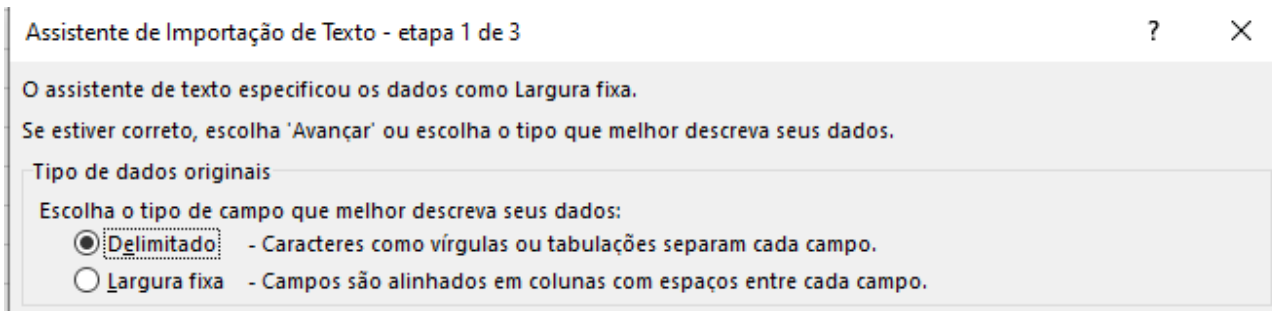 Assistente de Importação de Texto - etapa 1 de 3 ?
O assistente de texto especificou os dados como Largura fixa.
Se estiver correto, escolha 'Avançar' ou escolha o tipo que melhor descreva seus dados.
Tipo de dados originais
Escolha o tipo de campo que melhor descreva seus dados:
Delimitado - Caracteres como vírgulas ou tabulações separam cada campo.
Largura fixa - Campos são alinhados em colunas com espaços entre cada campo.